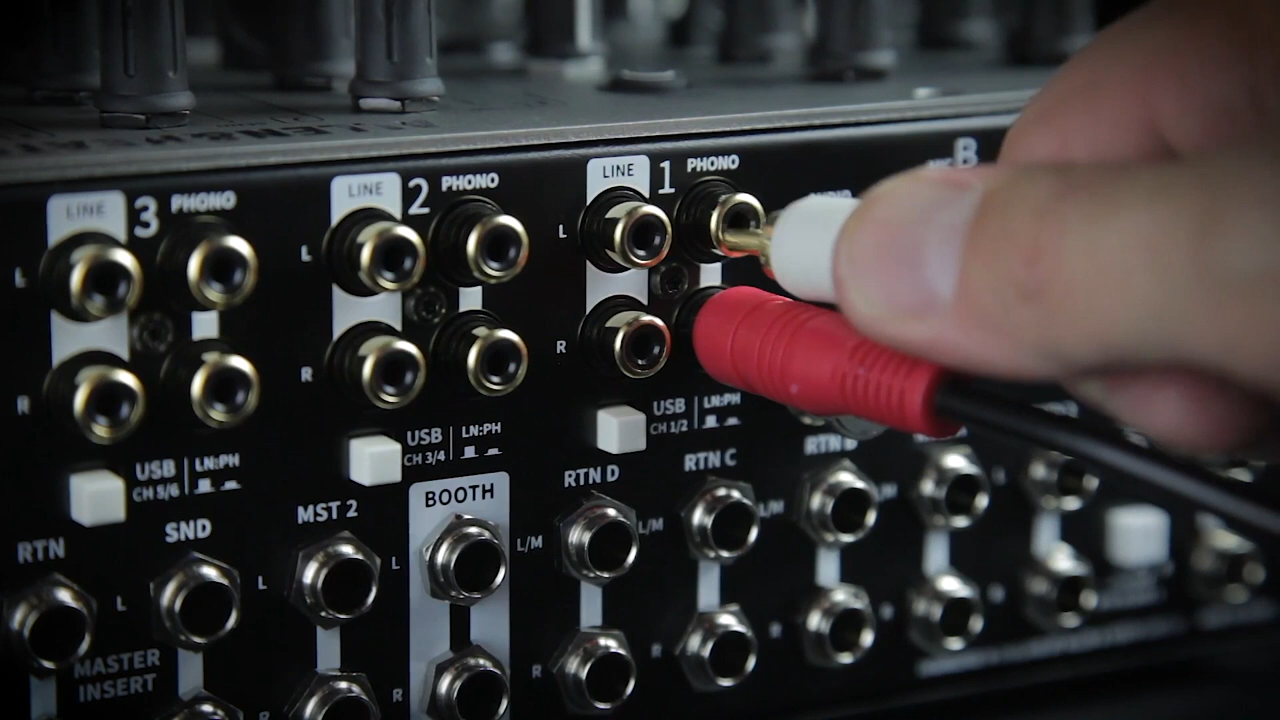 LINE 3 PHONO
LINE 2 PHONO
LINE 1 PHONO
B
L
L
L
R
R
R
USB LN:PH
CH 5/6
USB LN:PH
CH 3/4
USB LN:PH
CH 1/2
RTN
SND
MST 2
BOOTH
RTN D
RTN C
L
L
L
L/M
L/M
L/M
MASTER
INSERT
R
R
R
R
R